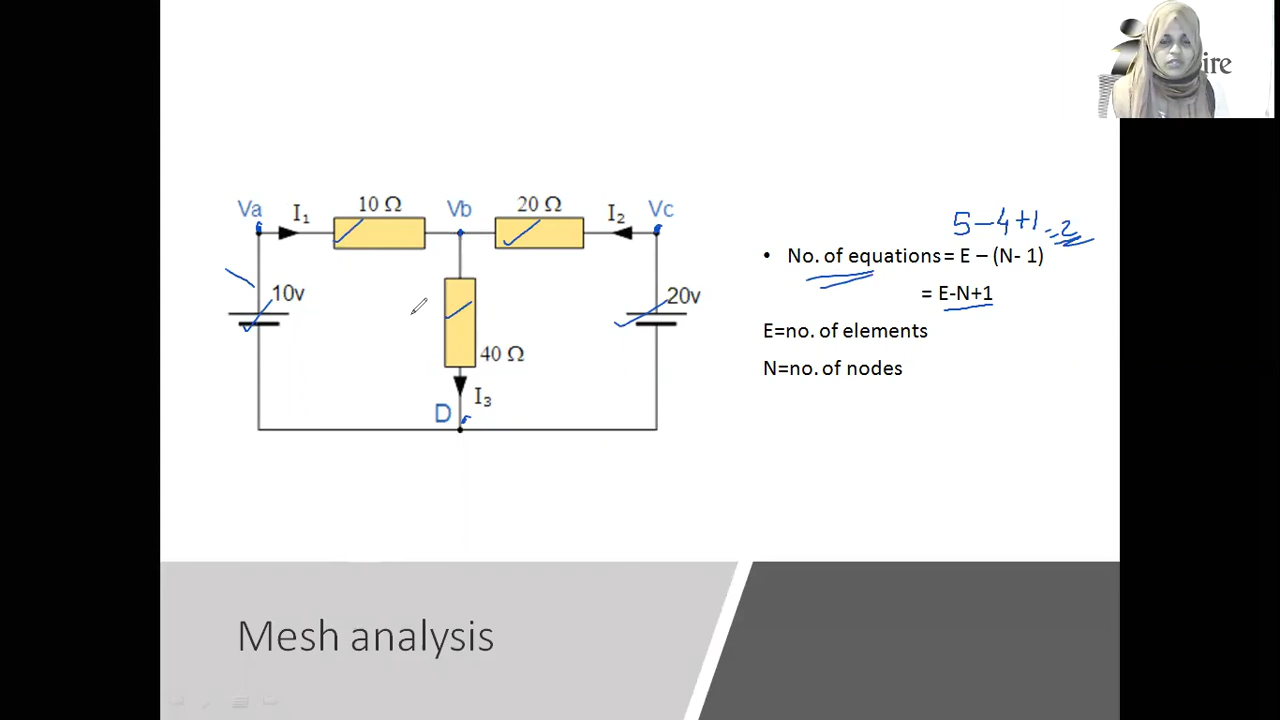 ire
Va I₁ 10 Ω Vb 20 Ω I₂ Vc
10v
20v
40 Ω
I₃
D
5-4+1=2
• No. of equations = E – (N- 1)
= E-N+1
E=no. of elements
N=no. of nodes
Mesh analysis